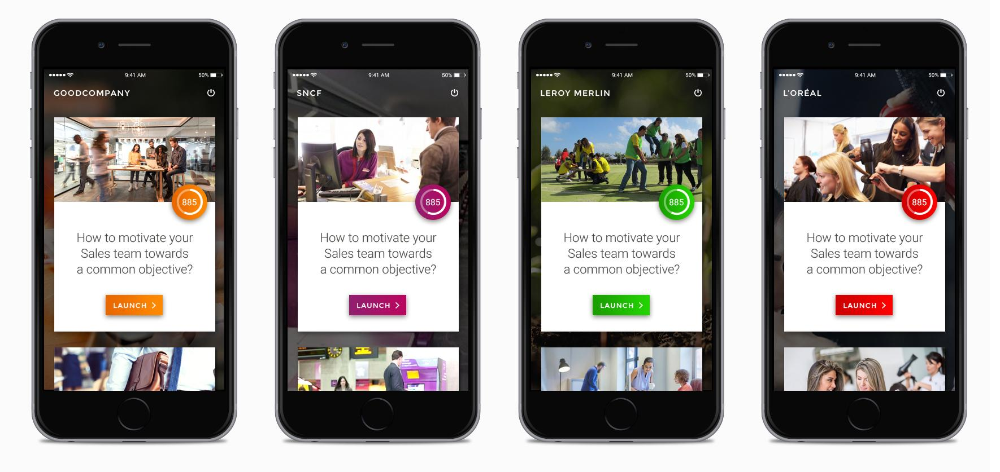 9:41 AM 50%
GOODCOMPANY
885
How to motivate your
Sales team towards
a common objective?
LAUNCH
9:41 AM 50%
SNCF
885
How to motivate your
Sales team towards
a common objective?
LAUNCH
9:41 AM 50%
LEROY MERLIN
885
How to motivate your
Sales team towards
a common objective?
LAUNCH
9:41 AM 50%
L'ORÉAL
885
How to motivate your
Sales team towards
a common objective?
LAUNCH